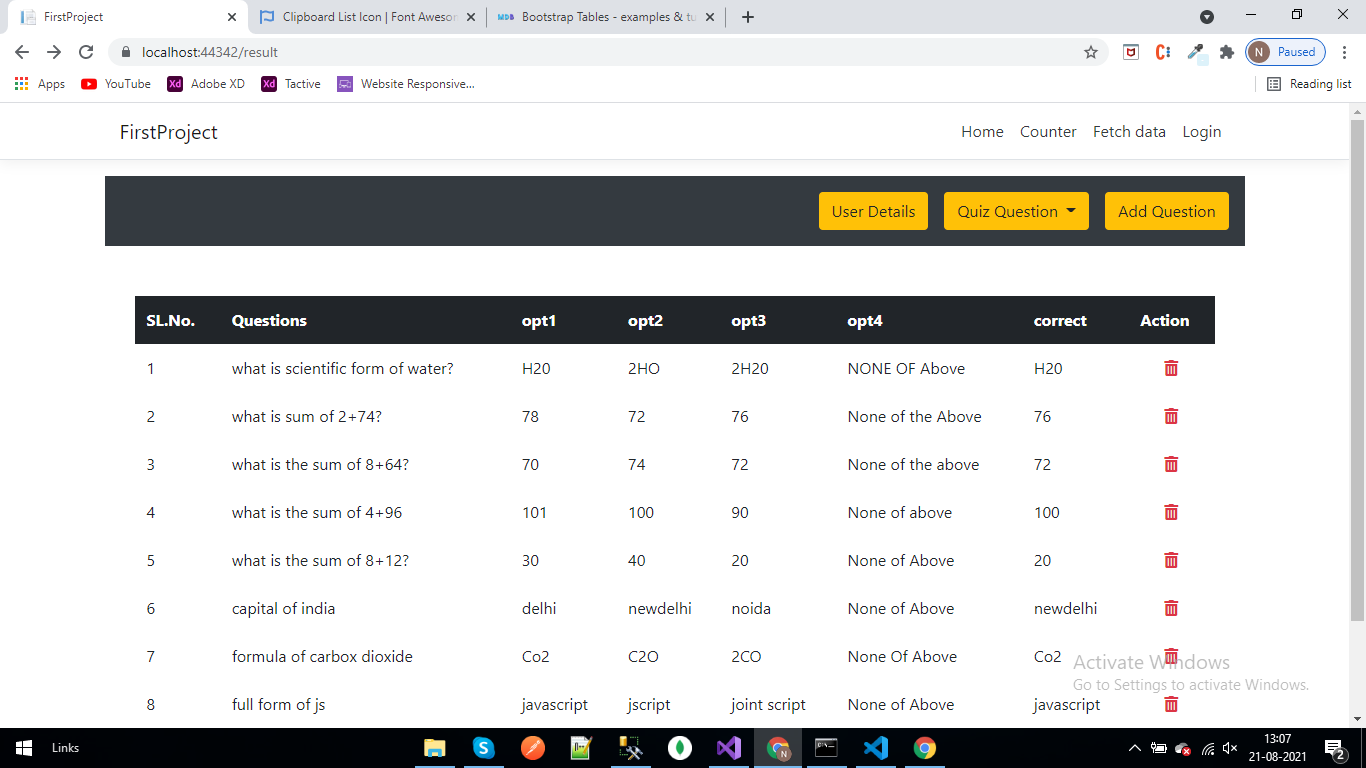 FirstProject
Clipboard List Icon | Font Aweson
Bootstrap Tables - examples & tu
localhost:44342/result
N Paused
Apps YouTube Xd Adobe XD Xd Tactive Website Responsive... Reading list
FirstProject Home Counter Fetch data Login
User Details Quiz Question Add Question
SL.No. Questions opt1 opt2 opt3 opt4 correct Action
1 what is scientific form of water? H20 2HO 2H20 NONE OF Above H20
2 what is sum of 2+74? 78 72 76 None of the Above 76
3 what is the sum of 8+64? 70 74 72 None of the above 72
4 what is the sum of 4+96 101 100 90 None of above 100
5 what is the sum of 8+12? 30 40 20 None of Above 20
6 capital of india delhi newdelhi noida None of Above newdelhi
7 formula of carbox dioxide Co2 C2O 2CO None Of Above Co2
Activate Windows
Go to Settings to activate Windows.
8 full form of js javascript jscript joint script None of Above javascript
Links
13:07
21-08-2021
2